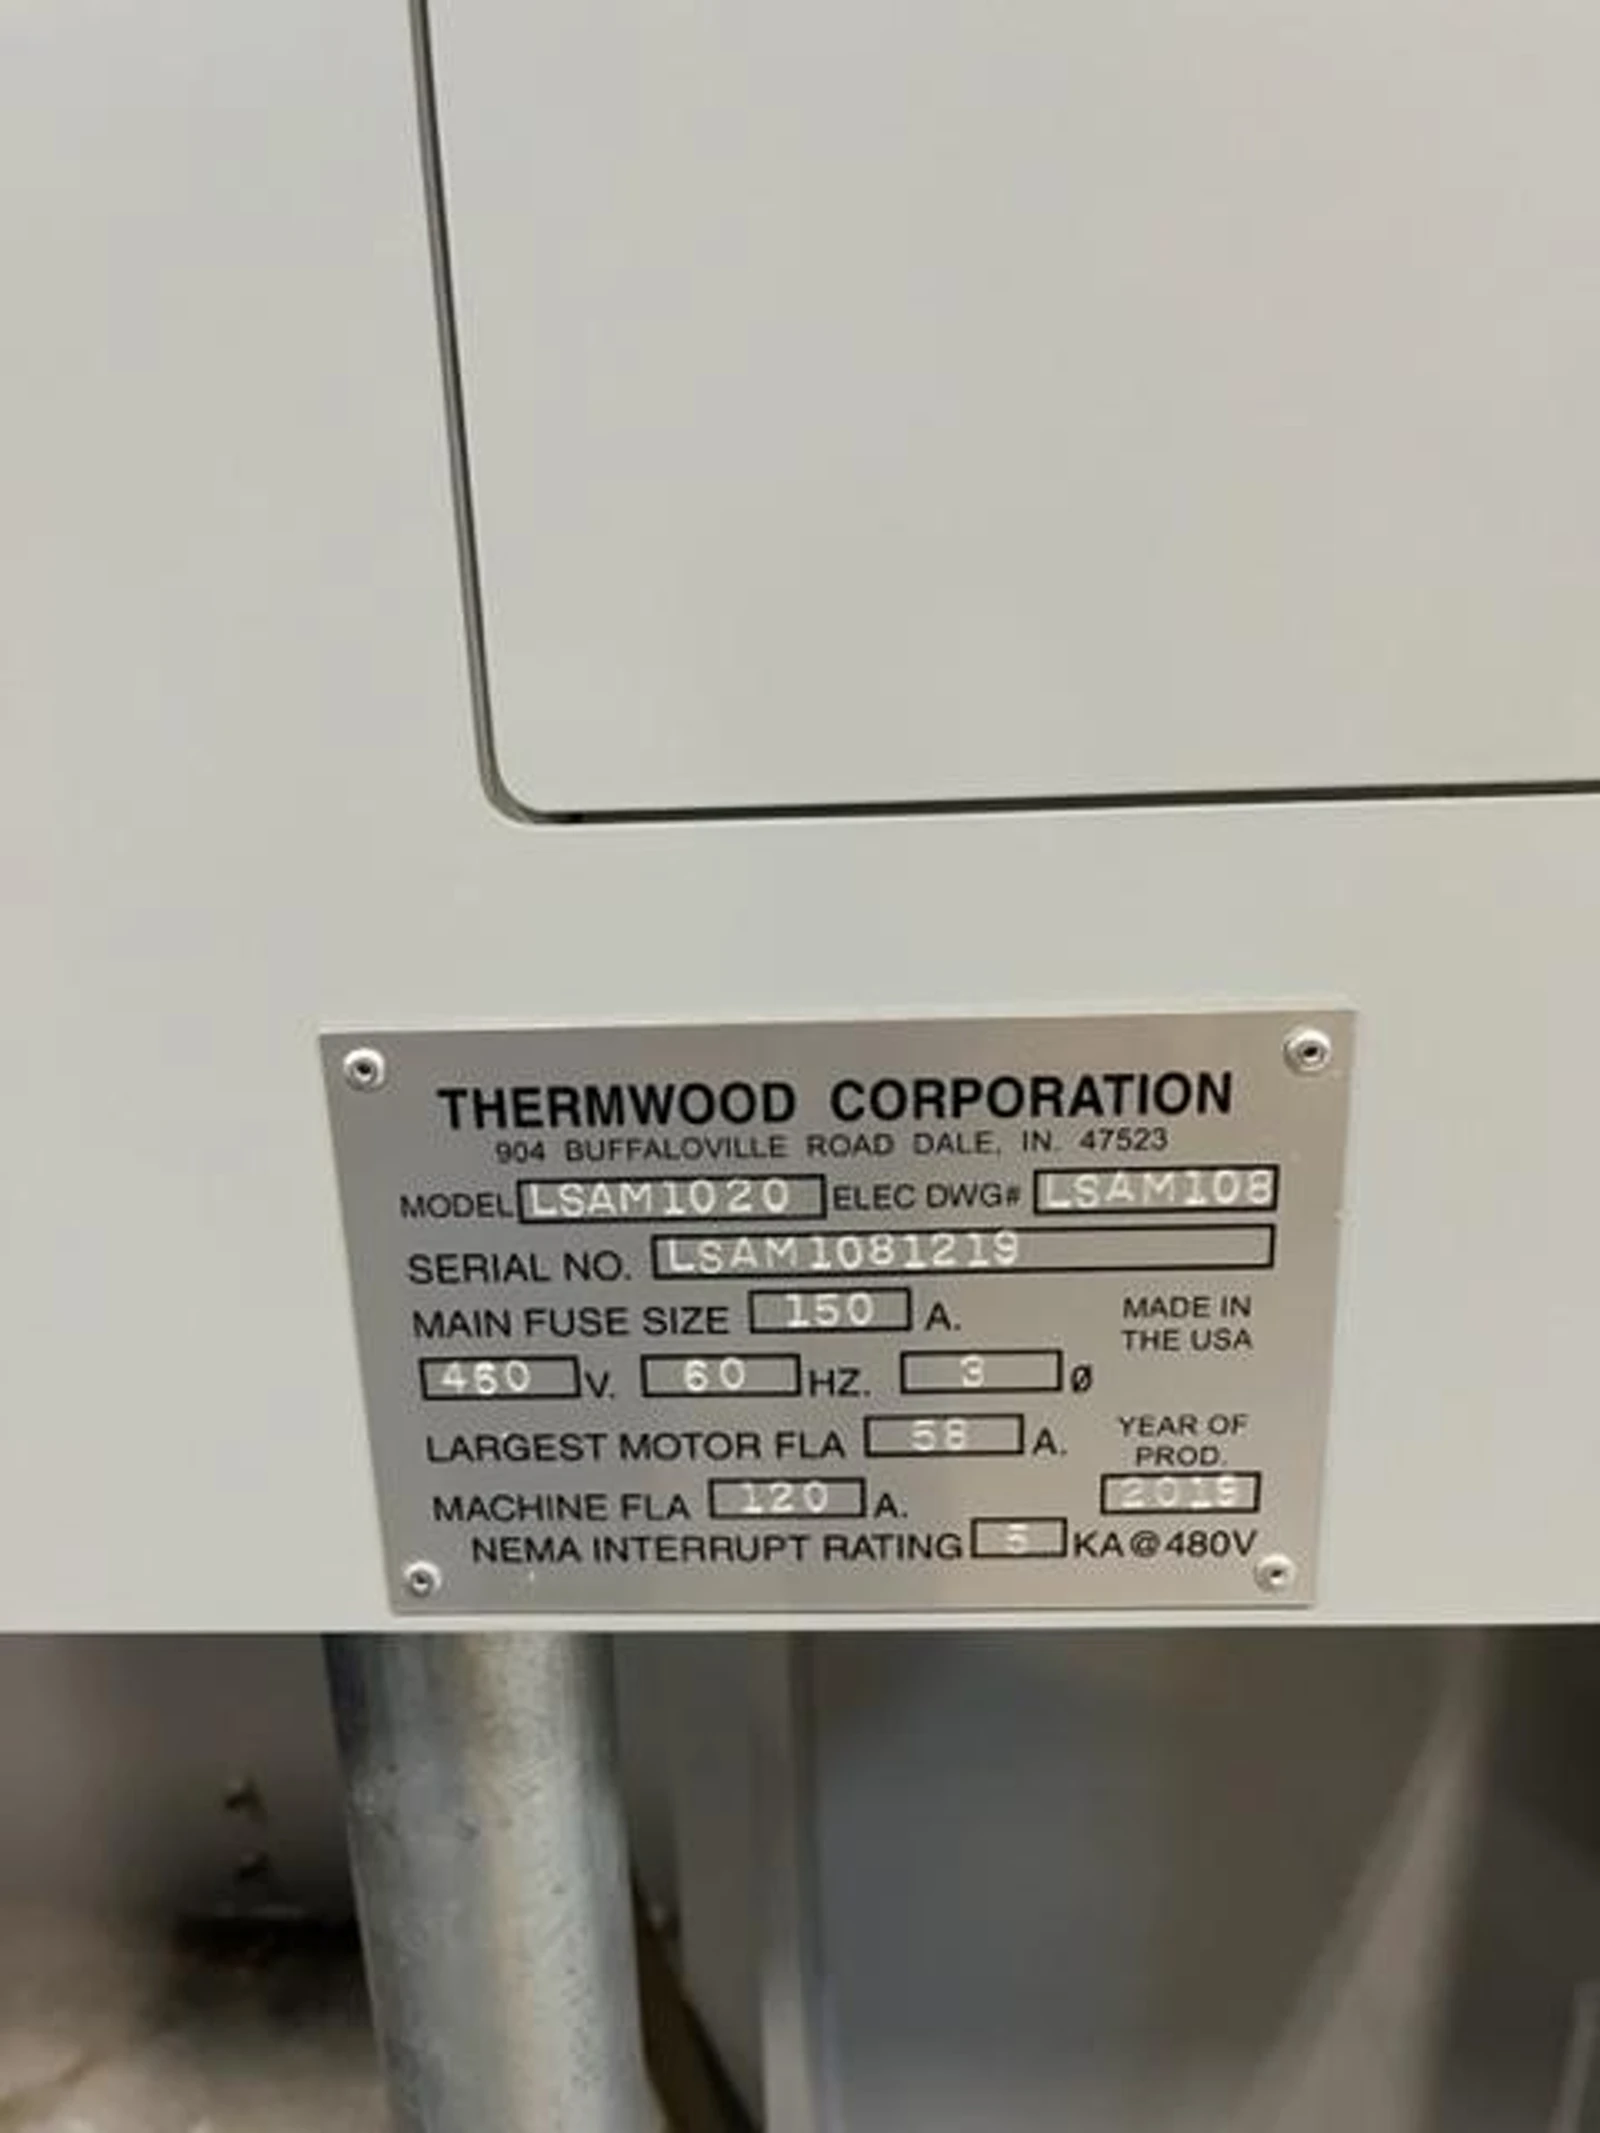 THERMWOOD CORPORATION
904 BUFFALOVILLE ROAD DALE, IN. 47523
MODEL LSAM1020 ELEC DWG# LSAM108
SERIAL NO. LSAM1081219
MAIN FUSE SIZE 150 A.
MADE IN
THE USA
460 V. 60 HZ. 3 Ø
LARGEST MOTOR FLA 58 A.
YEAR OF
PROD.
2019
MACHINE FLA 120 A.
NEMA INTERRUPT RATING 5 KA@480V